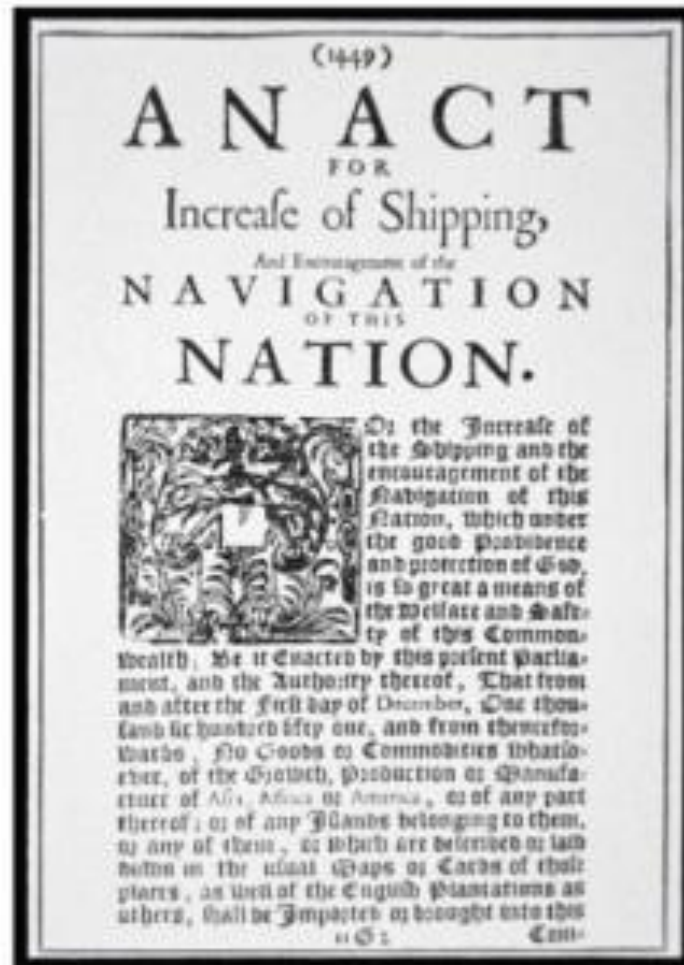 (1449)
AN ACT
FOR
Increaſe of Shipping,
And Encouragement of the
NAVIGATION
OF THIS
NATION.
Or the Increaſe of
the Shipping and the
encouragement of the
Navigation of this
Nation, which under
the good Providence
and protection of God,
is ſo great a means of
the Welfare and Safe-
ty of this Common-
wealth; Be it Enacted by this preſent Parlia-
ment, and the Authority thereof, That from
and after the Firſt day of December, One thou-
ſand ſix hundred fifty one, and from thencefor-
wards, No Goods or Commodities whatſo-
ever, of the Growth, Production or Manufa-
cture of Aſia, Africa or America, or of any part
thereof; or of any Iſlands belonging to them,
or any of them, or which are deſcribed or laid
down in the uſual Maps or Cards of thoſe
places, as well of the Engliſh Plantations as
others, ſhall be Imported or brought into this
Com-